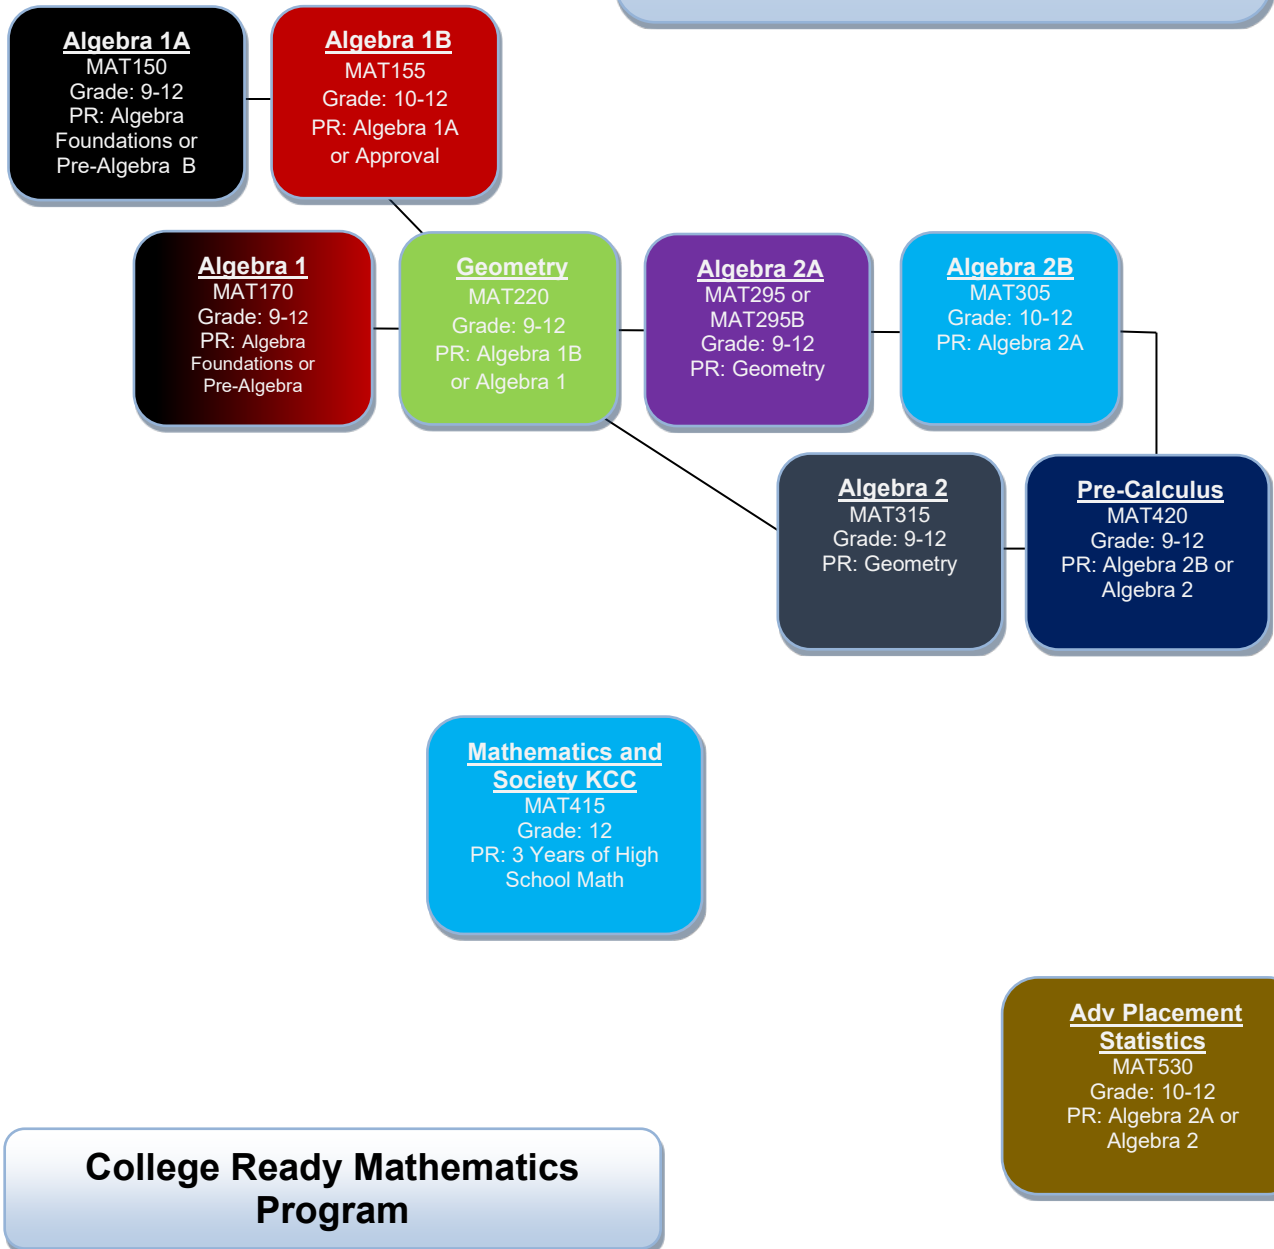 Algebra 1A
MAT150
Grade: 9-12
PR: Algebra
Foundations or
Pre-Algebra B
Algebra 1B
MAT155
Grade: 10-12
PR: Algebra 1A
or Approval
Algebra 1
MAT170
Grade: 9-12
PR: Algebra
Foundations or
Pre-Algebra
Geometry
MAT220
Grade: 9-12
PR: Algebra 1B
or Algebra 1
Algebra 2A
MAT295 or
MAT295B
Grade: 9-12
PR: Geometry
Algebra 2B
MAT305
Grade: 10-12
PR: Algebra 2A
Algebra 2
MAT315
Grade: 9-12
PR: Geometry
Pre-Calculus
MAT420
Grade: 9-12
PR: Algebra 2B or
Algebra 2
Mathematics and
Society KCC
MAT415
Grade: 12
PR: 3 Years of High
School Math
Adv Placement
Statistics
MAT530
Grade: 10-12
PR: Algebra 2A or
Algebra 2
College Ready Mathematics
Program